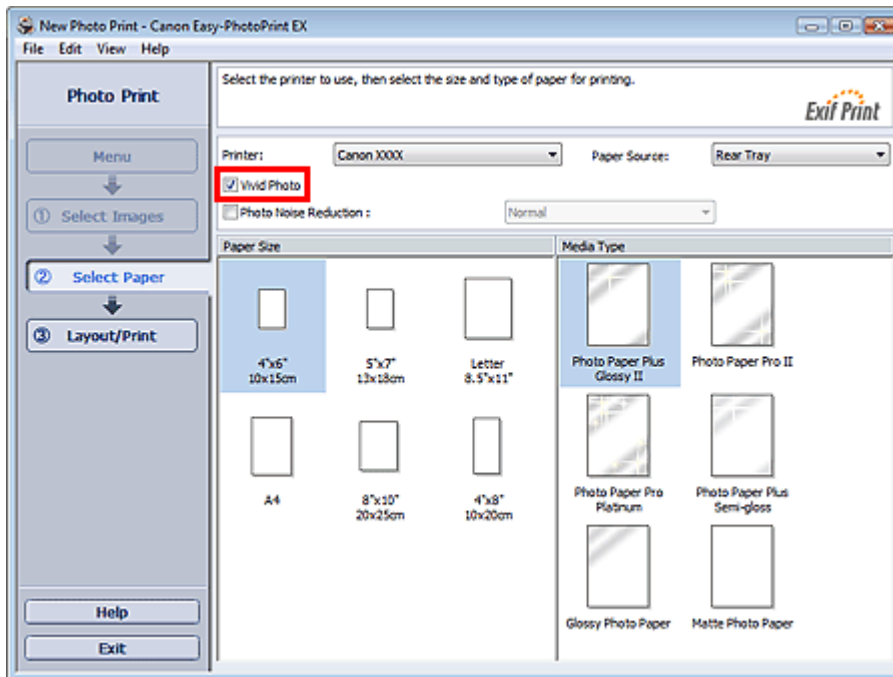 New Photo Print - Canon Easy-PhotoPrint EX
File Edit View Help
Photo Print
Menu
① Select Images
② Select Paper
③ Layout/Print
Help
Exit
Select the printer to use, then select the size and type of paper for printing.
Exif Print
Printer: Canon XXXX Paper Source: Rear Tray
Vivid Photo
Photo Noise Reduction : Normal
Paper Size
4"x6"
10x15cm
5"x7"
13x18cm
Letter
8.5"x11"
A4
8"x10"
20x25cm
4"x8"
10x20cm
Media Type
Photo Paper Plus
Glossy II
Photo Paper Pro II
Photo Paper Pro
Platinum
Photo Paper Plus
Semi-gloss
Glossy Photo Paper
Matte Photo Paper